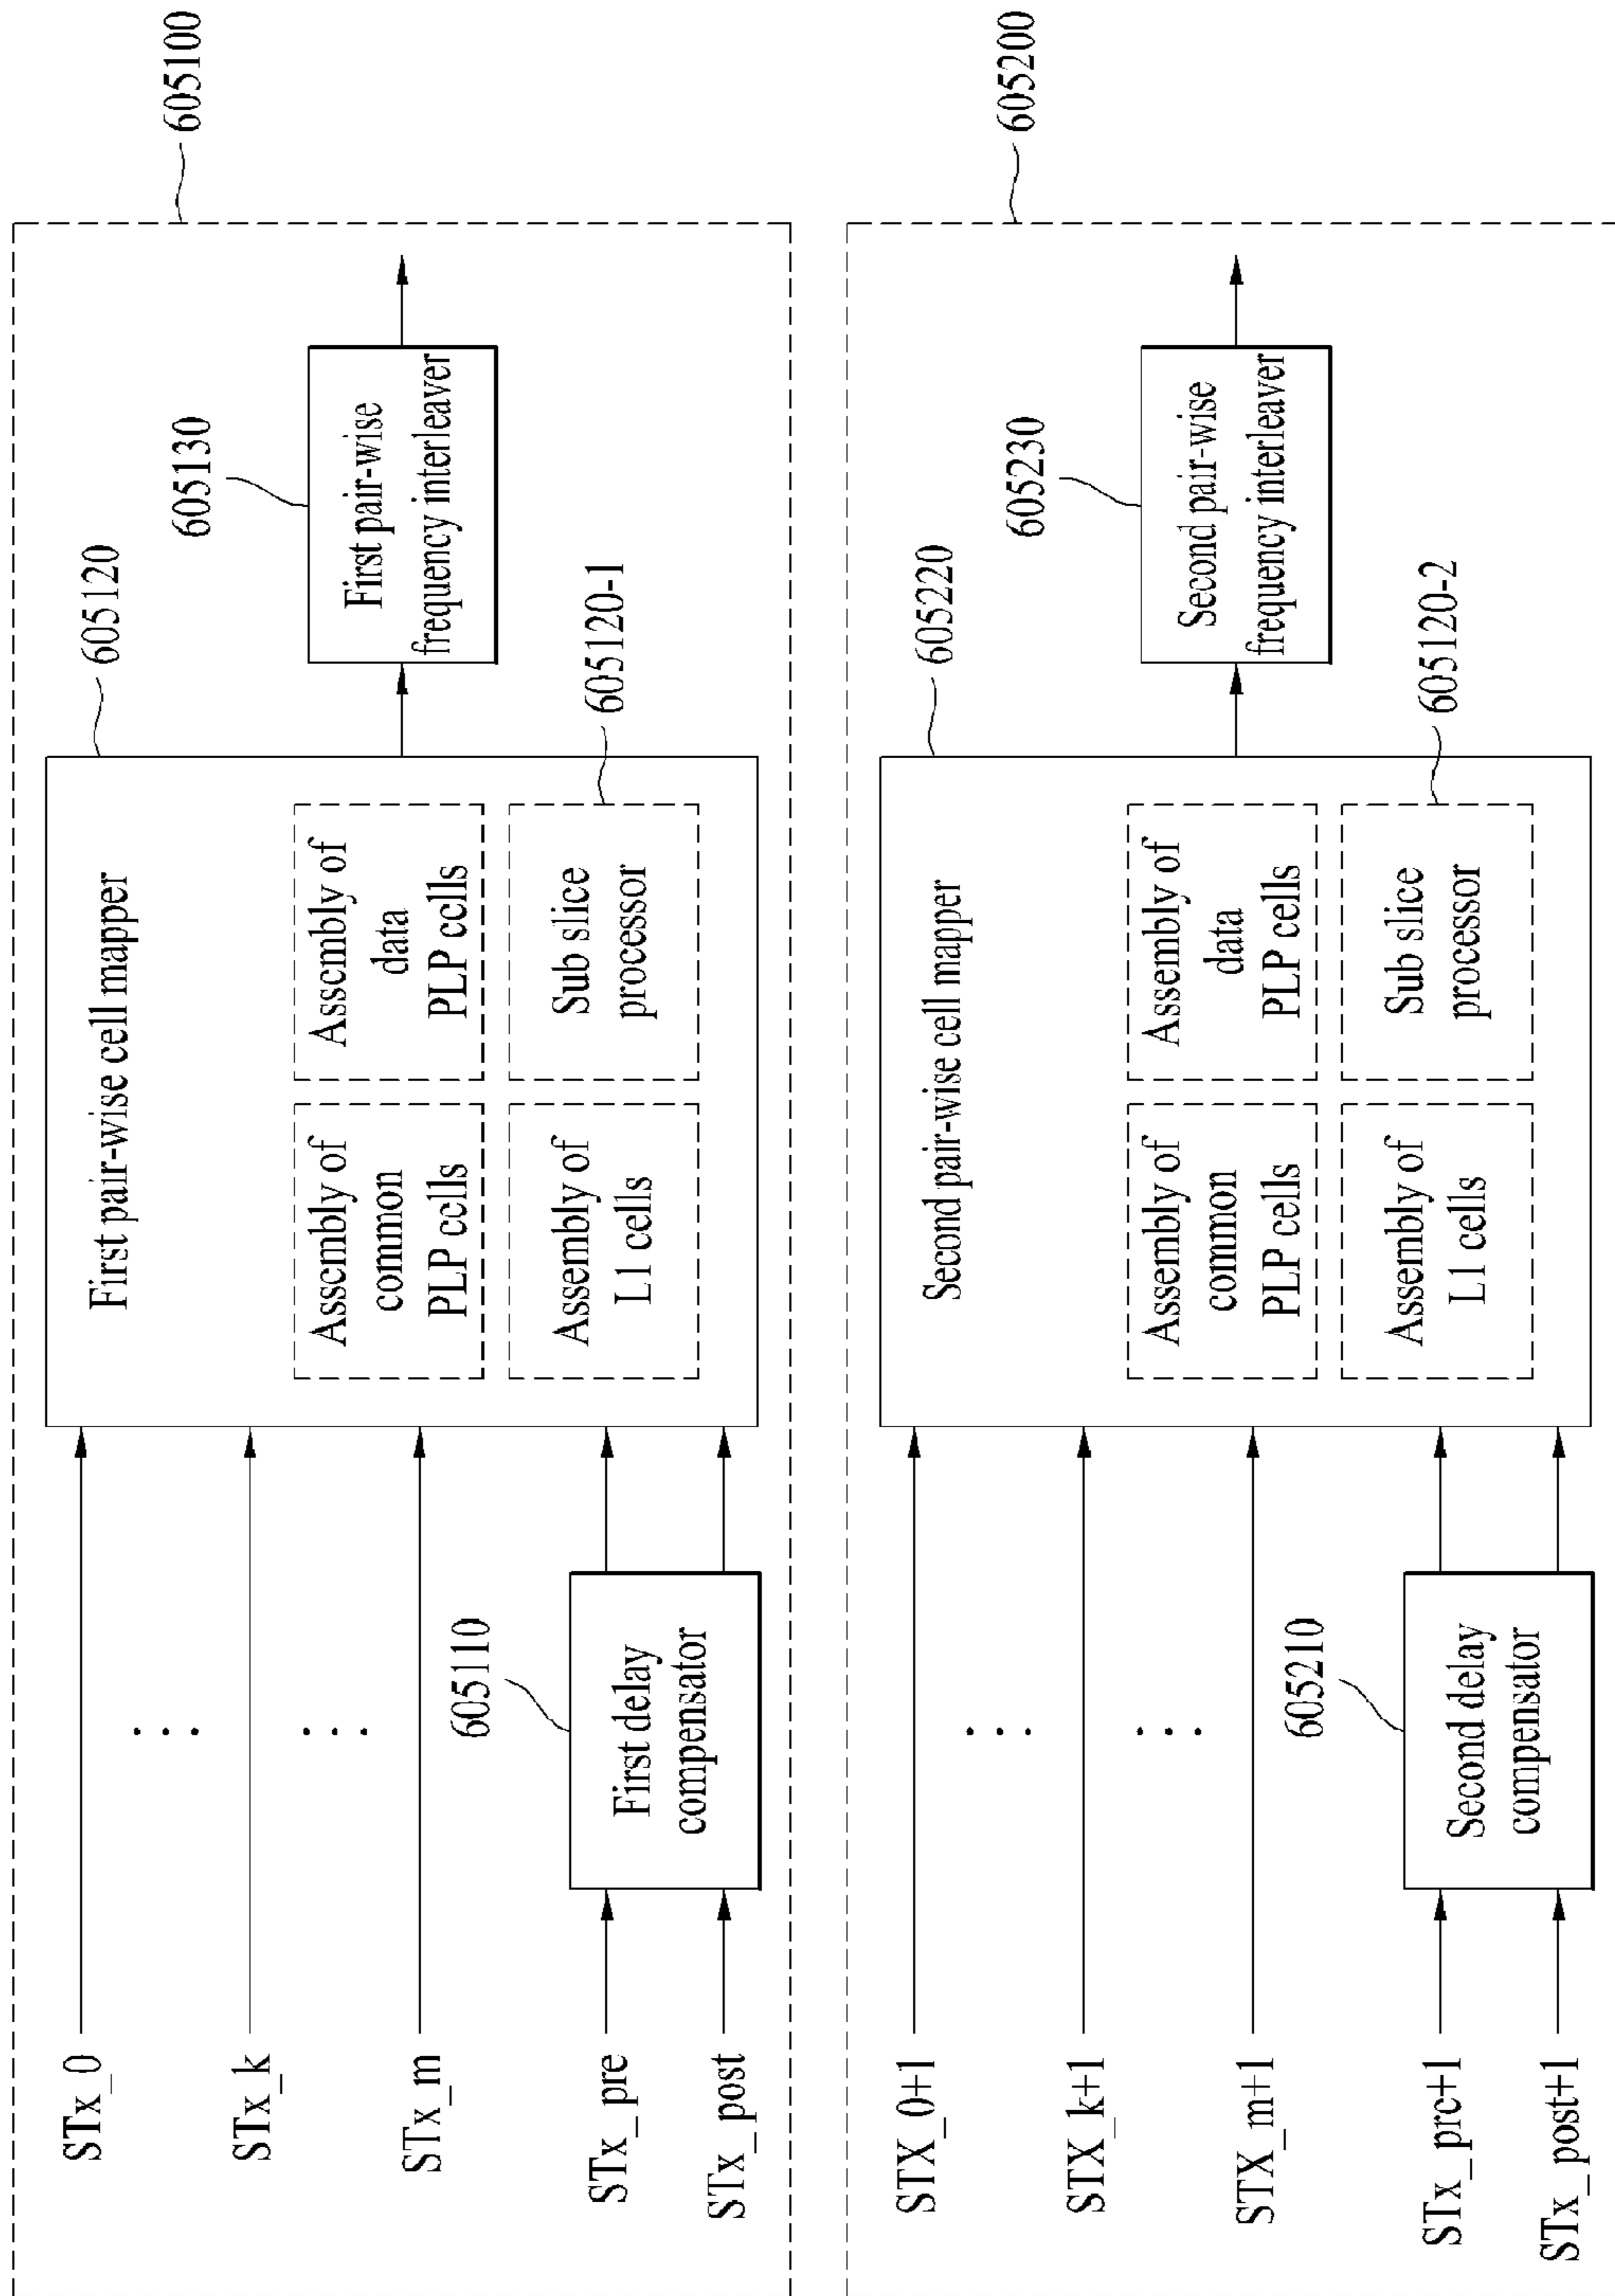 605100
STx_0
STx_k
STx_m
STx_pre
STx_post
605110
First delay
compensator
605120
First pair-wise cell mapper
Assembly of
common
PLP cells
Assembly of
data
PLP cells
Assembly of
L1 cells
Sub slice
processor
605120-1
605130
First pair-wise
frequency interleaver
605200
STX_0+1
STX_k+1
STX_m+1
STx_pre+1
STx_post+1
605210
Second delay
compensator
605220
Second pair-wise cell mapper
Assembly of
common
PLP cells
Assembly of
data
PLP cells
Assembly of
L1 cells
Sub slice
processor
605120-2
605230
Second pair-wise
frequency interleaver